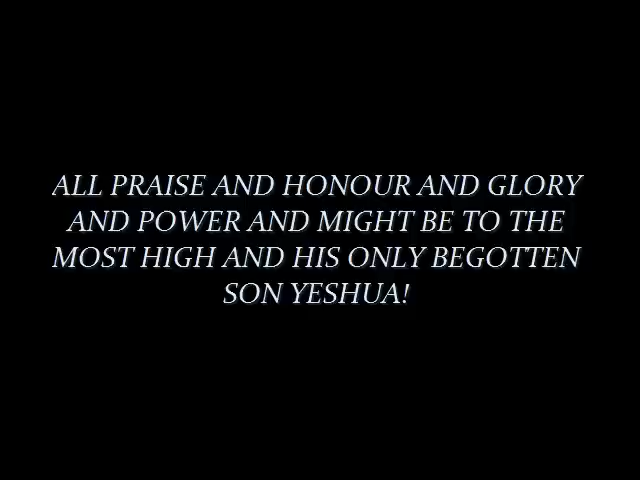 ALL PRAISE AND HONOUR AND GLORY
AND POWER AND MIGHT BE TO THE
MOST HIGH AND HIS ONLY BEGOTTEN
SON YESHUA!